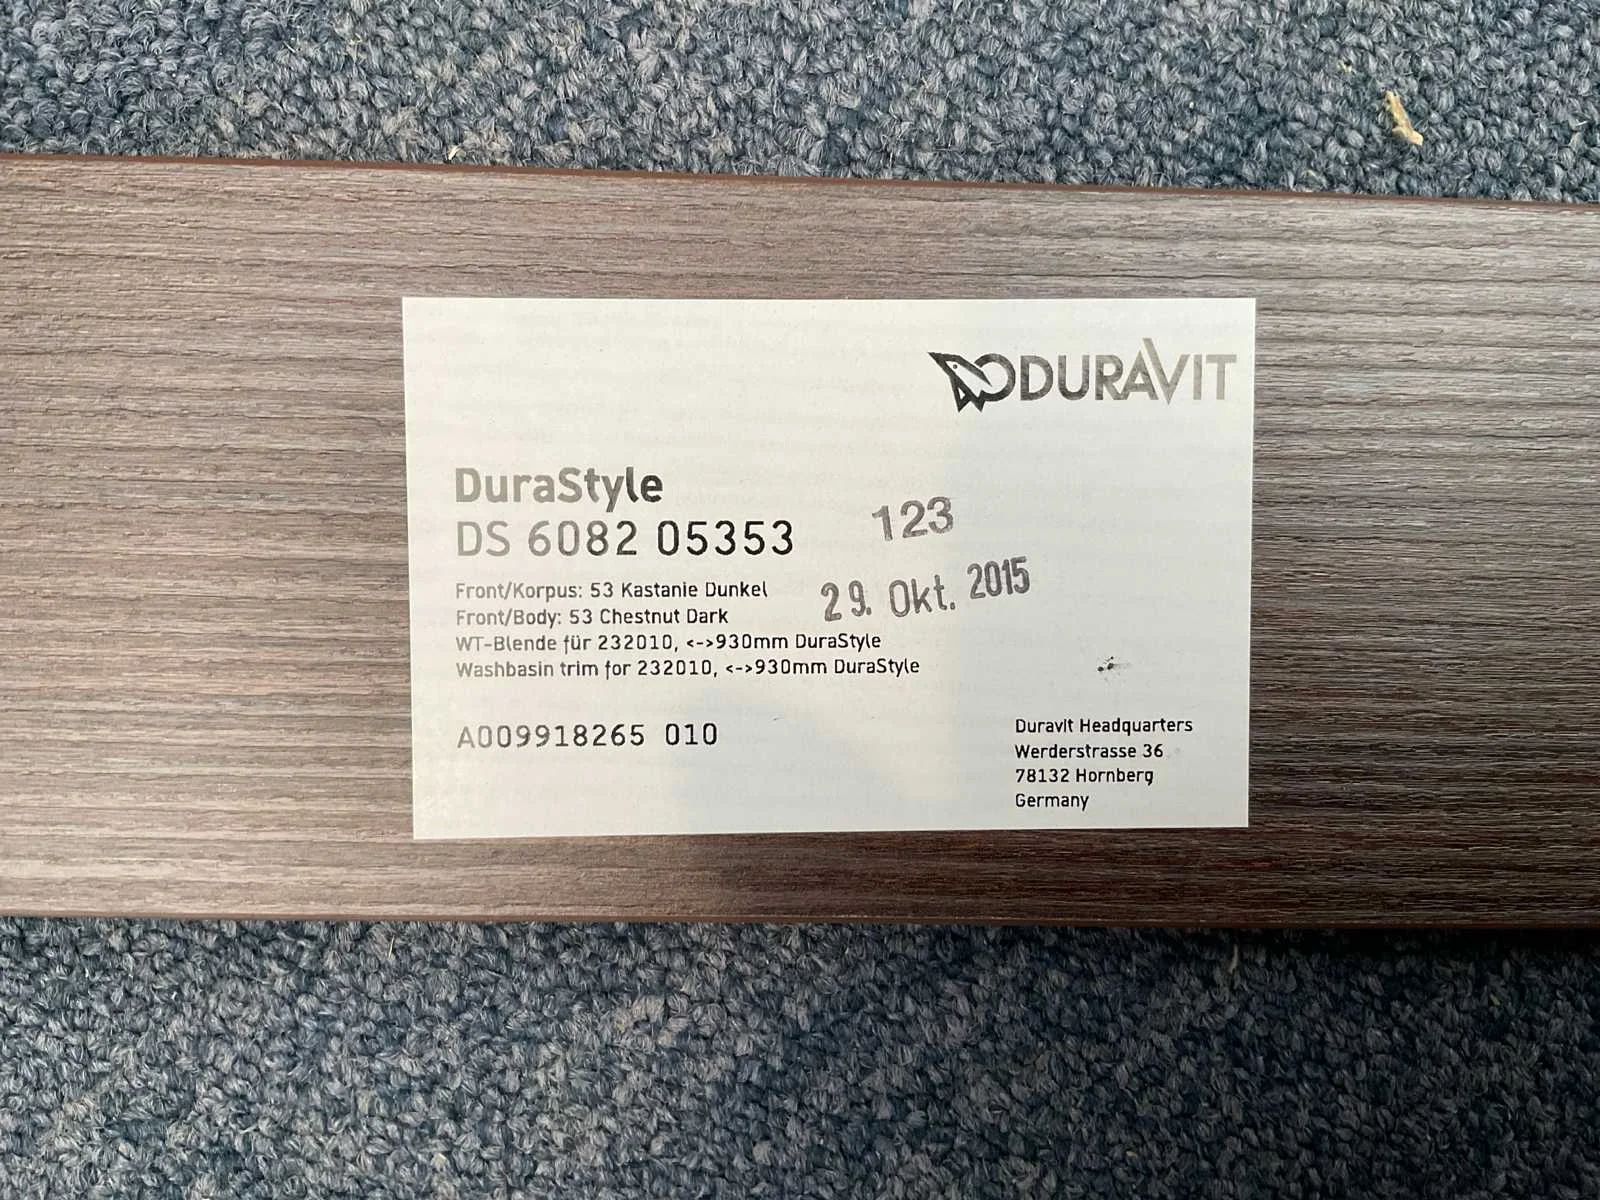 DURAVIT
DuraStyle
DS 6082 05353
123
Front/Korpus: 53 Kastanie Dunkel
29. Okt. 2015
Front/Body: 53 Chestnut Dark
WT-Blende für 232010, <->930mm DuraStyle
Washbasin trim for 232010, <->930mm DuraStyle
A009918265 010
Duravit Headquarters
Werderstrasse 36
78132 Hornberg
Germany